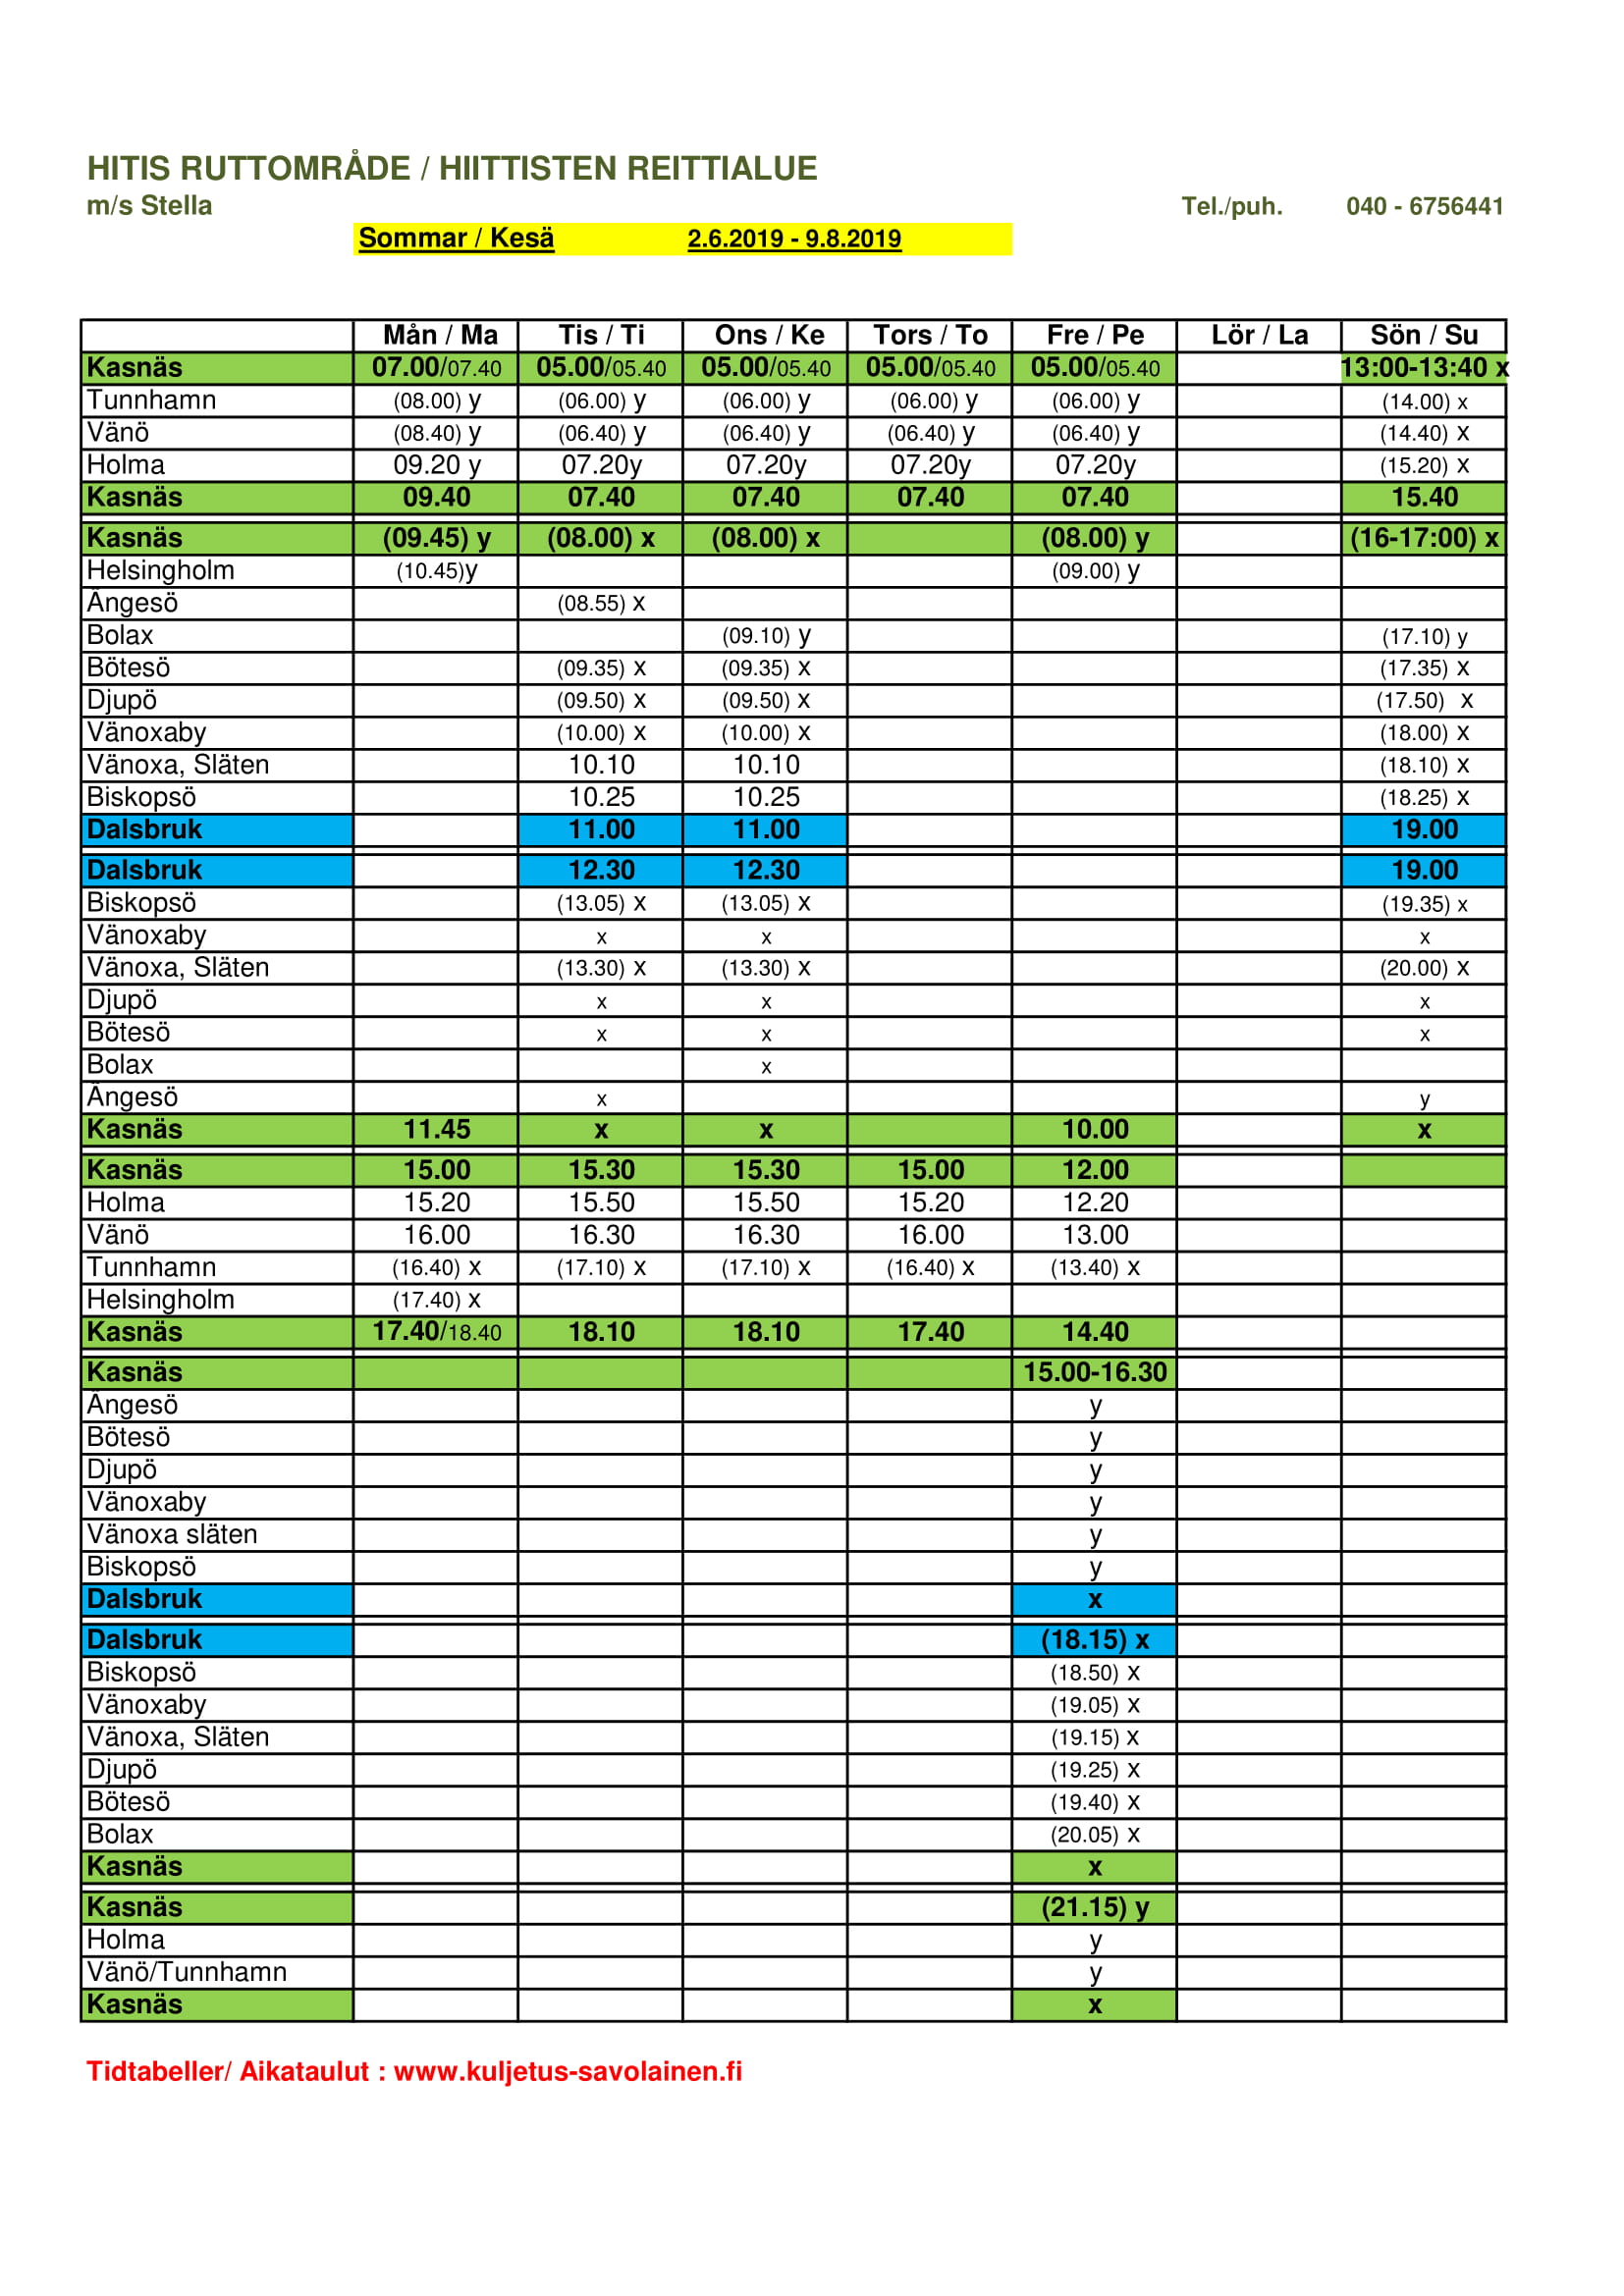 HITIS RUTTOMRÅDE / HIITTISTEN REITTIALUE
m/s Stella Tel./puh. 040 - 6756441
Sommar / Kesä 2.6.2019 - 9.8.2019
Mån / Ma Tis / Ti Ons / Ke Tors / To Fre / Pe Lör / La Sön / Su
Kasnäs 07.00/07.40 05.00/05.40 05.00/05.40 05.00/05.40 05.00/05.40 13:00-13:40 x
Tunnhamn (08.00) y (06.00) y (06.00) y (06.00) y (06.00) y (14.00) x
Vänö (08.40) y (06.40) y (06.40) y (06.40) y (06.40) y (14.40) x
Holma 09.20 y 07.20y 07.20y 07.20y 07.20y (15.20) x
Kasnäs 09.40 07.40 07.40 07.40 07.40 15.40
Kasnäs (09.45) y (08.00) x (08.00) x (08.00) y (16-17:00) x
Helsingholm (10.45)y (09.00) y
Ängesö (08.55) x
Bolax (09.10) y (17.10) y
Bötesö (09.35) x (09.35) x (17.35) x
Djupö (09.50) x (09.50) x (17.50) x
Vänoxaby (10.00) x (10.00) x (18.00) x
Vänoxa, Släten 10.10 10.10 (18.10) x
Biskopsö 10.25 10.25 (18.25) x
Dalsbruk 11.00 11.00 19.00
Dalsbruk 12.30 12.30 19.00
Biskopsö (13.05) x (13.05) x (19.35) x
Vänoxaby x x x
Vänoxa, Släten (13.30) x (13.30) x (20.00) x
Djupö x x x
Bötesö x x x
Bolax x
Ängesö x y
Kasnäs 11.45 x x 10.00 x
Kasnäs 15.00 15.30 15.30 15.00 12.00
Holma 15.20 15.50 15.50 15.20 12.20
Vänö 16.00 16.30 16.30 16.00 13.00
Tunnhamn (16.40) x (17.10) x (17.10) x (16.40) x (13.40) x
Helsingholm (17.40) x
Kasnäs 17.40/18.40 18.10 18.10 17.40 14.40
Kasnäs 15.00-16.30
Ängesö y
Bötesö y
Djupö y
Vänoxaby y
Vänoxa släten y
Biskopsö y
Dalsbruk x
Dalsbruk (18.15) x
Biskopsö (18.50) x
Vänoxaby (19.05) x
Vänoxa, Släten (19.15) x
Djupö (19.25) x
Bötesö (19.40) x
Bolax (20.05) x
Kasnäs x
Kasnäs (21.15) y
Holma y
Vänö/Tunnhamn y
Kasnäs x
Tidtabeller/ Aikataulut : www.kuljetus-savolainen.fi